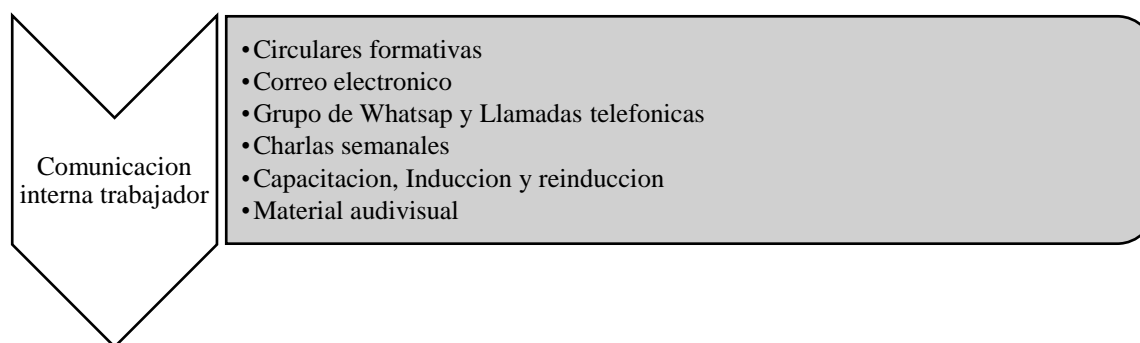 Comunicacion
interna trabajador
•Circulares formativas
•Correo electronico
•Grupo de Whatsap y Llamadas telefonicas
•Charlas semanales
•Capacitacion, Induccion y reinduccion
•Material audivisual